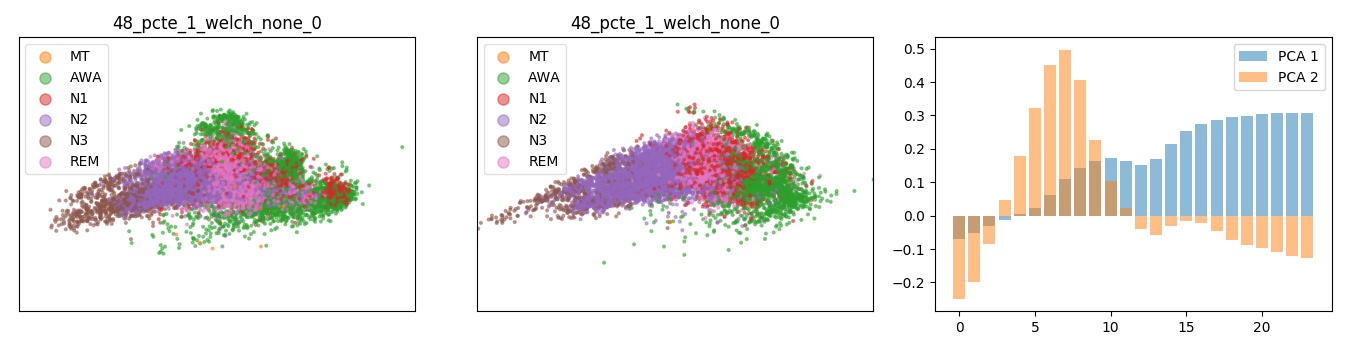 48_pcte_1_welch_none_0
MT
AWA
N1
N2
N3
REM
48_pcte_1_welch_none_0
MT
AWA
N1
N2
N3
REM
PCA 1
PCA 2
0.5
0.4
0.3
0.2
0.1
0.0
−0.1
−0.2
0 5 10 15 20